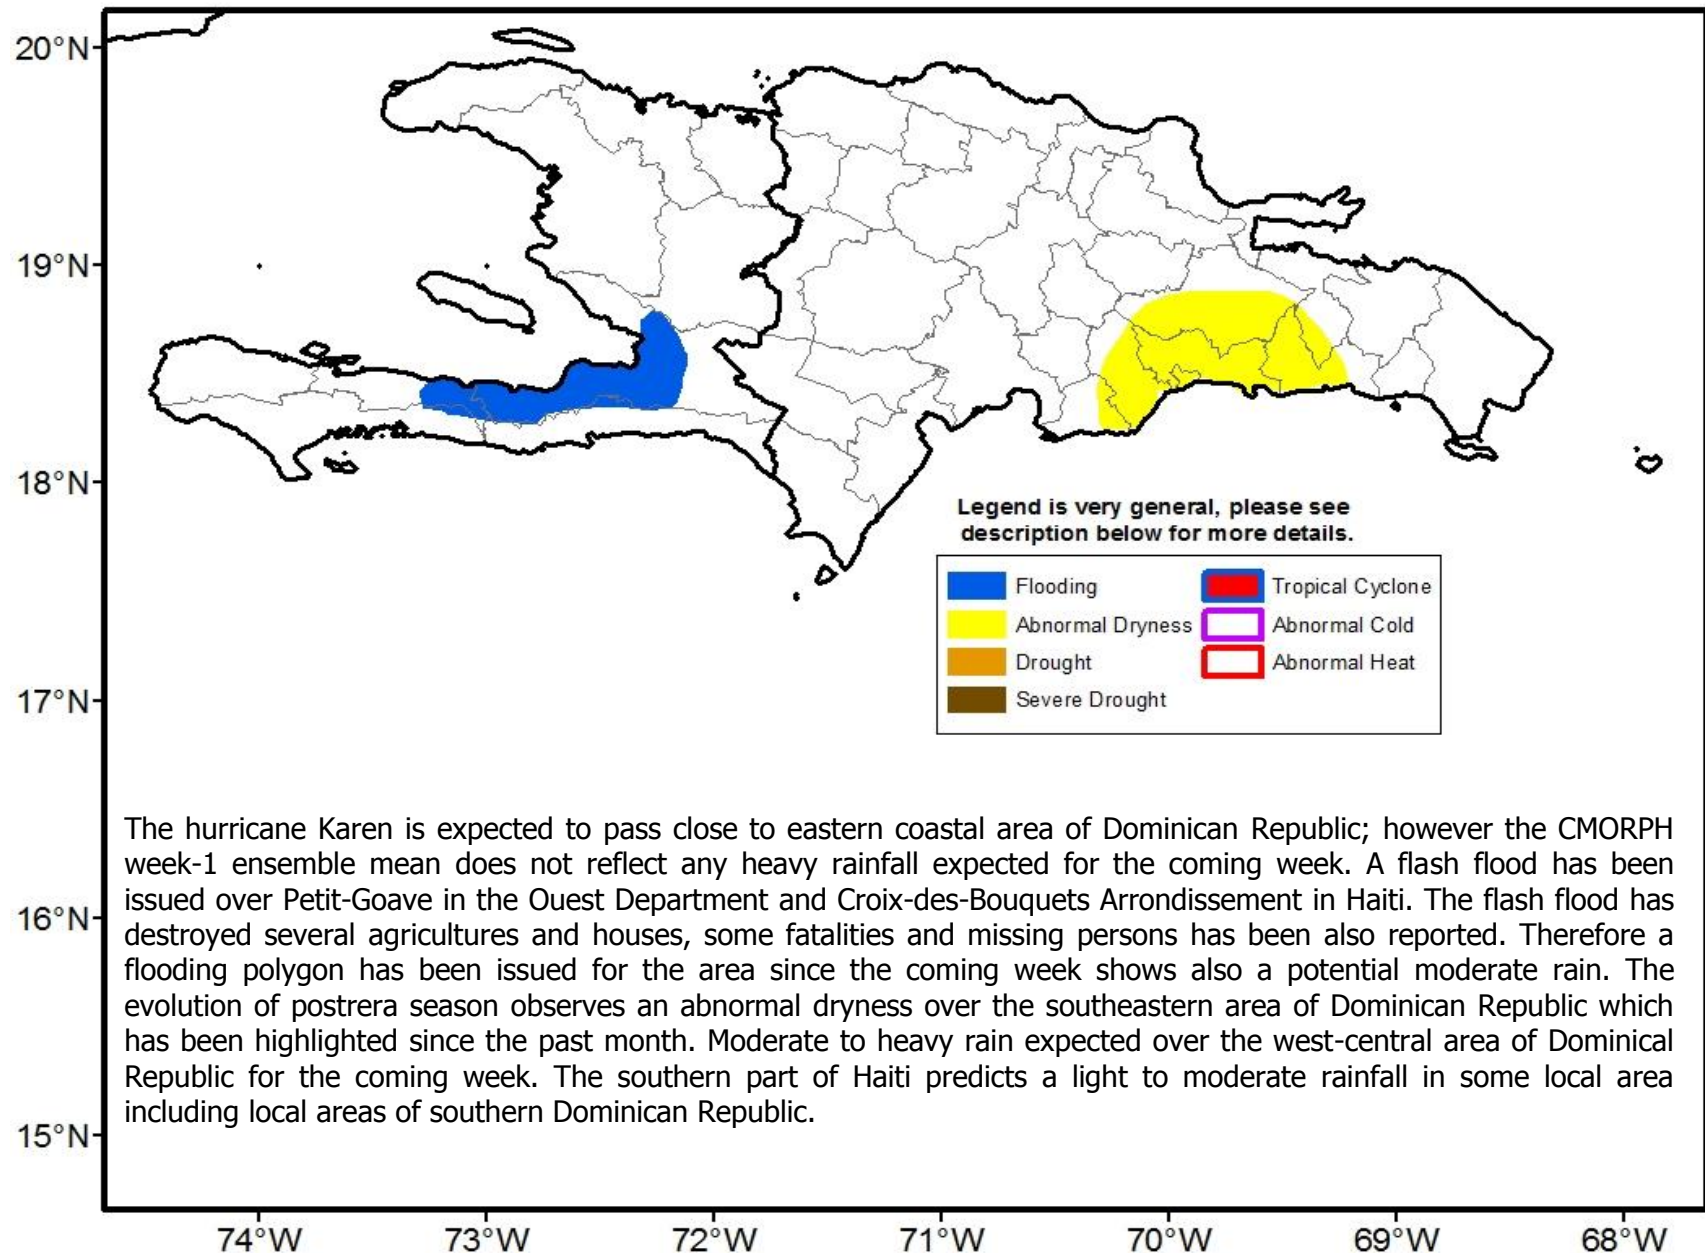 20°N
19°N
18°N
17°N
16°N
15°N
Legend is very general, please see
description below for more details.
Flooding
Abnormal Dryness
Drought
Severe Drought
Tropical Cyclone
Abnormal Cold
Abnormal Heat
The hurricane Karen is expected to pass close to eastern coastal area of Dominican Republic; however the CMORPH
week-1 ensemble mean does not reflect any heavy rainfall expected for the coming week. A flash flood has been
issued over Petit-Goave in the Ouest Department and Croix-des-Bouquets Arrondissement in Haiti. The flash flood has
destroyed several agricultures and houses, some fatalities and missing persons has been also reported. Therefore a
flooding polygon has been issued for the area since the coming week shows also a potential moderate rain. The
evolution of postrera season observes an abnormal dryness over the southeastern area of Dominican Republic which
has been highlighted since the past month. Moderate to heavy rain expected over the west-central area of Dominical
Republic for the coming week. The southern part of Haiti predicts a light to moderate rainfall in some local area
including local areas of southern Dominican Republic.
74°W
73°W
72°W
71°W
70°W
69°W
68°W